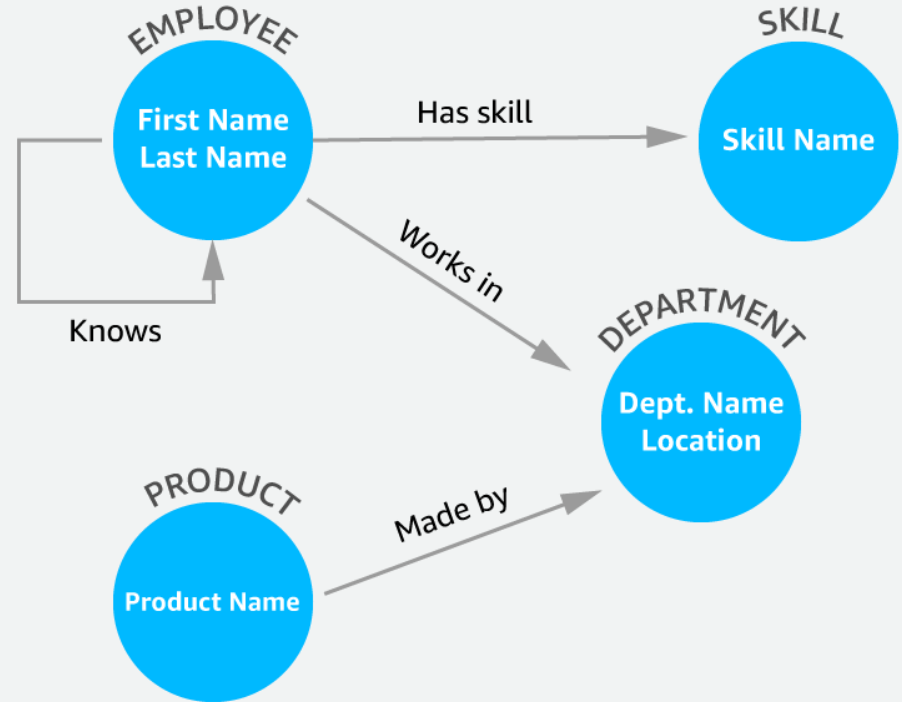 EMPLOYEE
First Name
Last Name
Has skill
SKILL
Skill Name
Knows
Works in
DEPARTMENT
Dept. Name
Location
PRODUCT
Product Name
Made by